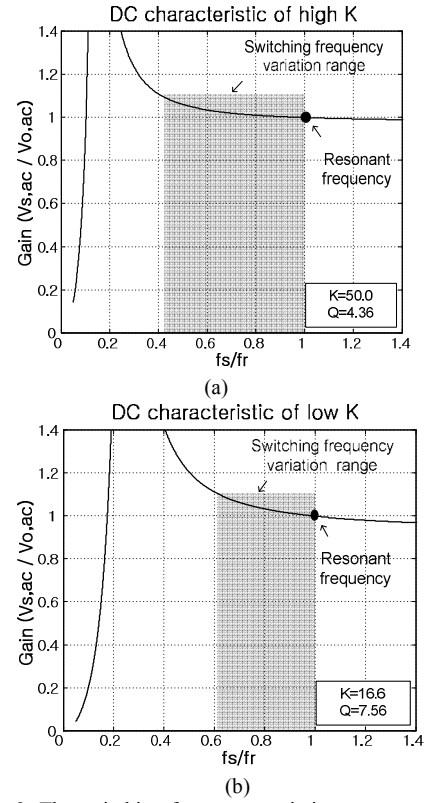 DC characteristic of high K
Switching frequency
variation range
Resonant
frequency
K=50.0
Q=4.36
Gain (Vs,ac / Vo,ac)
1.4
1.2
1
0.8
0.6
0.4
0.2
0
0 0.2 0.4 0.6 0.8 1 1.2 1.4
fs/fr
(a)
DC characteristic of low K
Switching frequency
variation range
Resonant
frequency
K=16.6
Q=7.56
Gain (Vs,ac / Vo,ac)
1.4
1.2
1
0.8
0.6
0.4
0.2
0
0 0.2 0.4 0.6 0.8 1 1.2 1.4
fs/fr
(b)